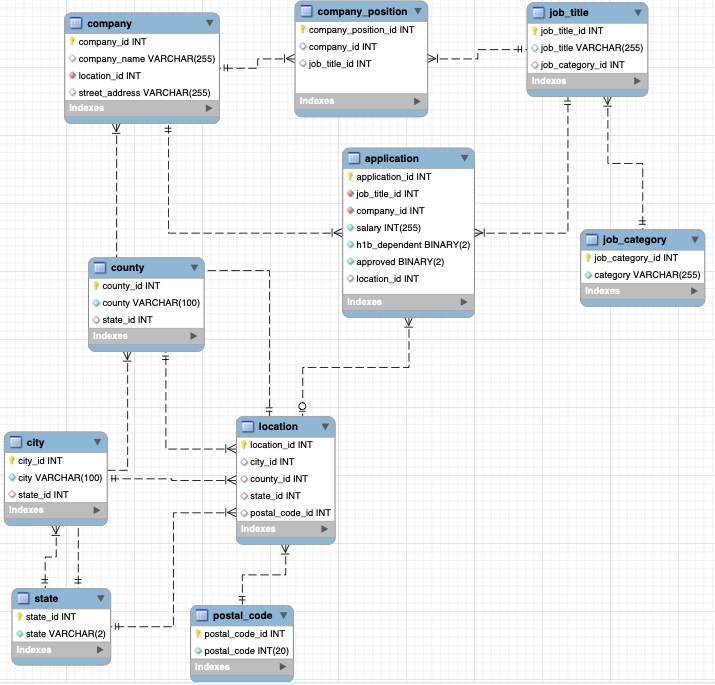 company
company_id INT
company_name VARCHAR(255)
location_id INT
street_address VARCHAR(255)
Indexes
company_position
company_position_id INT
company_id INT
job_title_id INT
Indexes
job_title
job_title_id INT
job_title VARCHAR(255)
job_category_id INT
Indexes
application
application_id INT
job_title_id INT
company_id INT
salary INT(255)
h1b_dependent BINARY(2)
approved BINARY(2)
location_id INT
Indexes
job_category
job_category_id INT
category VARCHAR(255)
Indexes
county
county_id INT
county VARCHAR(100)
state_id INT
Indexes
location
location_id INT
city_id INT
county_id INT
state_id INT
postal_code_id INT
Indexes
city
city_id INT
city VARCHAR(100)
state_id INT
Indexes
state
state_id INT
state VARCHAR(2)
Indexes
postal_code
postal_code_id INT
postal_code INT(20)
Indexes